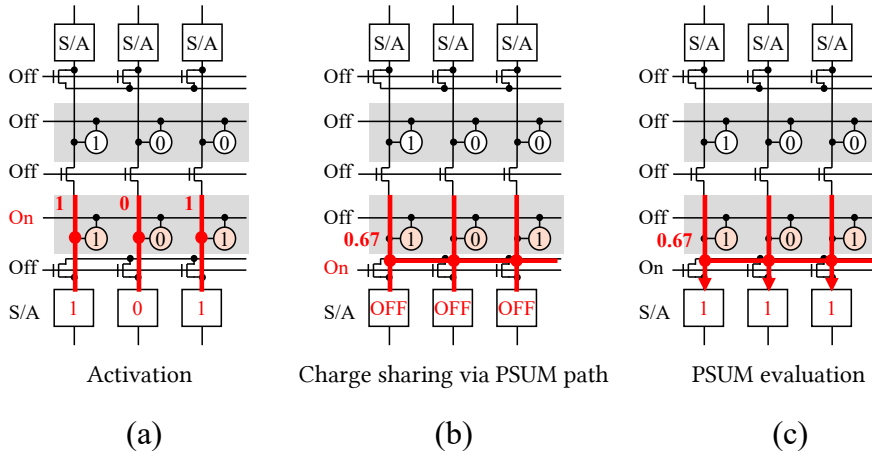 S/A S/A S/A
Off
Off
1 0 0
Off
1 0 1
On
1 0 1
Off
S/A 1 0 1
Activation
(a)
S/A S/A S/A
Off
Off
1 0 0
Off
Off
0.67 1 0 1
On
S/A OFF OFF OFF
Charge sharing via PSUM path
(b)
S/A S/A S/A
Off
Off
1 0 0
Off
Off
0.67 1 0 1
On
S/A 1 1 1
PSUM evaluation
(c)